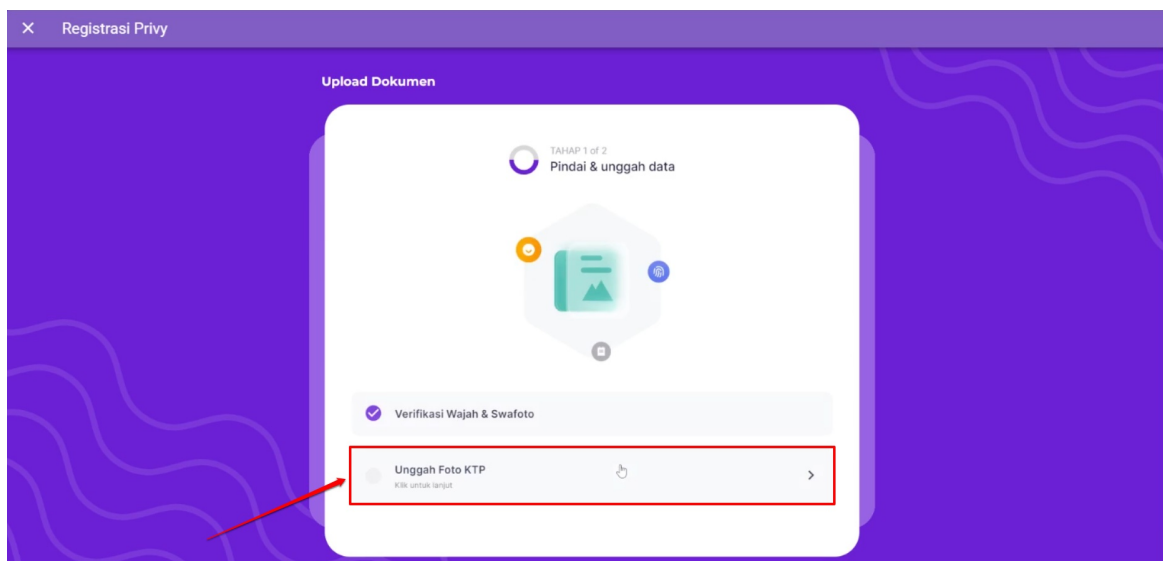 Registrasi Privy
Upload Dokumen
TAHAP 1 of 2
Pindai & unggah data
Verifikasi Wajah & Swafoto
Unggah Foto KTP
Klik untuk lanjut